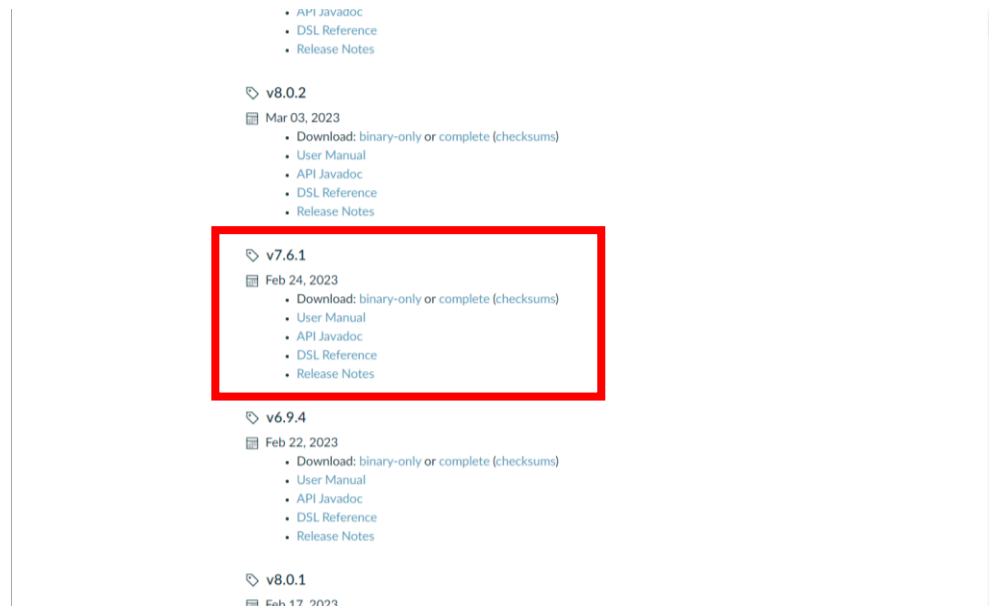 • API Javadoc
• DSL Reference
• Release Notes
v8.0.2
Mar 03, 2023
• Download: binary-only or complete (checksums)
• User Manual
• API Javadoc
• DSL Reference
• Release Notes
v7.6.1
Feb 24, 2023
• Download: binary-only or complete (checksums)
• User Manual
• API Javadoc
• DSL Reference
• Release Notes
v6.9.4
Feb 22, 2023
• Download: binary-only or complete (checksums)
• User Manual
• API Javadoc
• DSL Reference
• Release Notes
v8.0.1
Feb 17, 2023